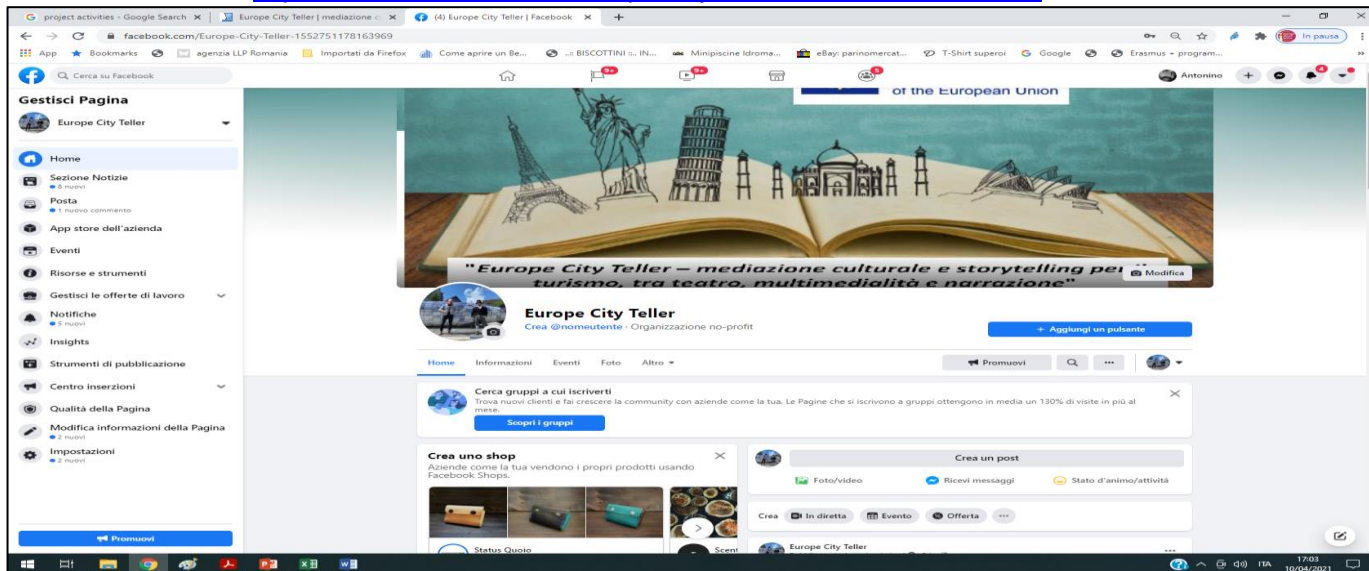 project activities - Google Search
Europe City Teller | mediazione c
(4) Europe City Teller | Facebook
facebook.com/Europe-City-Teller-1552751178163969
In pausa
App
Bookmarks
agenzia LLP Romania
Importati da Firefox
Come aprire un Be...
..:: BISCOTTINI ::.. IN...
Minipiscine Idroma...
eBay: parinomercat...
T-Shirt superoi
Google
Erasmus + program...
Cerca su Facebook
9+
9+
5
Antonino
4
Gestisci Pagina
Europe City Teller
Home
Sezione Notizie
8 nuovi
Posta
1 nuovo commento
App store dell'azienda
Eventi
Risorse e strumenti
Gestisci le offerte di lavoro
Notifiche
5 nuovi
Insights
Strumenti di pubblicazione
Centro inserzioni
Qualità della Pagina
Modifica informazioni della Pagina
2 nuovi
Impostazioni
2 nuovi
Promuovi
of the European Union
"Europe City Teller – mediazione culturale e storytelling per
turismo, tra teatro, multimedialità e narrazione"
Modifica
Europe City Teller
Crea @nomeutente · Organizzazione no-profit
+ Aggiungi un pulsante
Home Informazioni Eventi Foto Altro
Promuovi
Cerca gruppi a cui iscriverti
Trova nuovi clienti e fai crescere la community con aziende come la tua. Le Pagine che si iscrivono a gruppi ottengono in media un 130% di visite in più al
mese.
Scopri i gruppi
Crea uno shop
Aziende come la tua vendono i propri prodotti usando
Facebook Shops.
Status Quoio
Scent
Crea un post
Foto/video
Ricevi messaggi
Stato d'animo/attività
Crea
In diretta
Evento
Offerta
Europe City Teller
ITA
17:03
10/04/2021